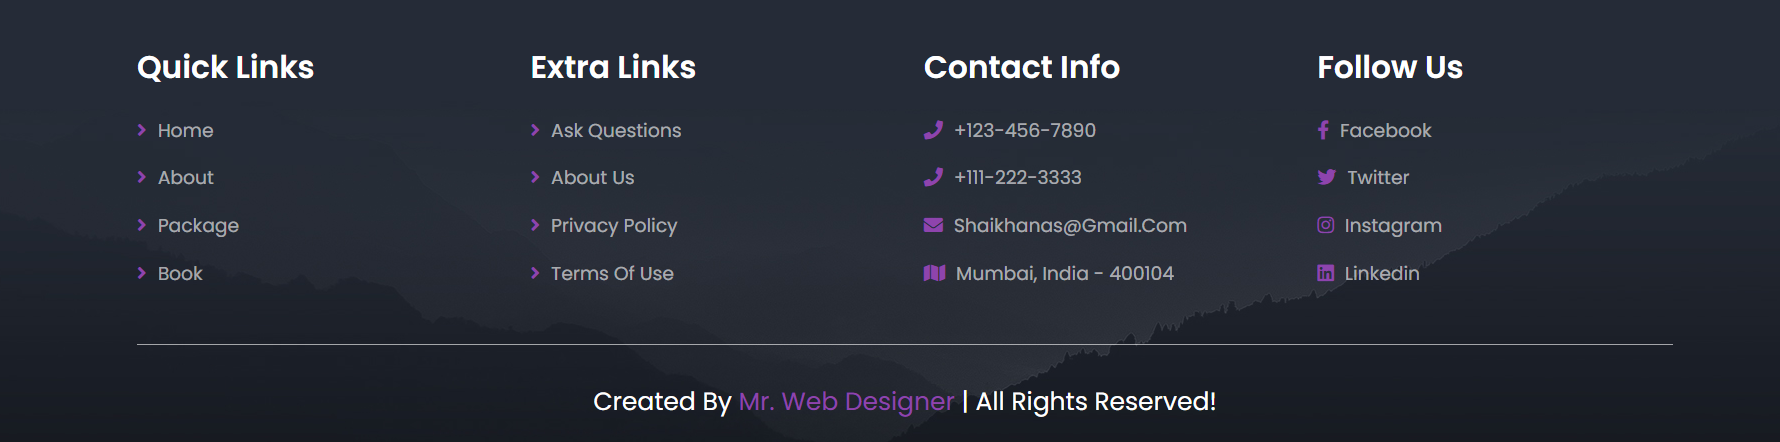 Quick Links
Home
About
Package
Book
Extra Links
Ask Questions
About Us
Privacy Policy
Terms Of Use
Contact Info
+123-456-7890
+111-222-3333
Shaikhanas@Gmail.Com
Mumbai, India - 400104
Follow Us
Facebook
Twitter
Instagram
Linkedin
Created By Mr. Web Designer | All Rights Reserved!